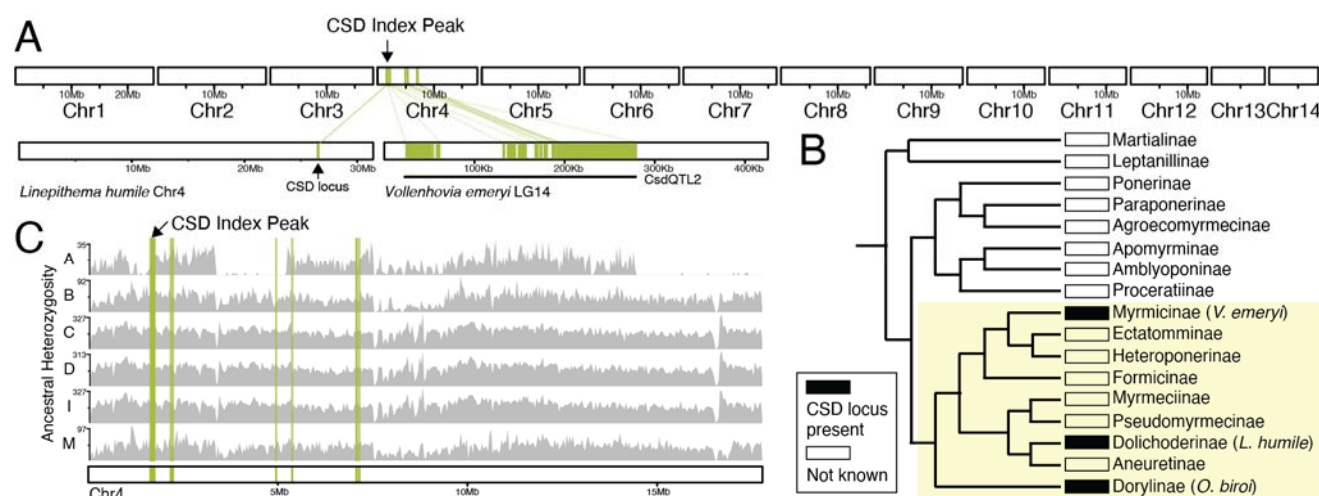 A
CSD Index Peak
10Mb 20Mb 10Mb 10Mb 10Mb 10Mb 10Mb 10Mb 10Mb 10Mb 10Mb 10Mb 10Mb
Chr1 Chr2 Chr3 Chr4 Chr5 Chr6 Chr7 Chr8 Chr9 Chr10 Chr11 Chr12 Chr13 Chr14
10Mb 20Mb 30Mb 100Kb 200Kb 300Kb 400Kb
CSD locus
CsdQTL2
Linepithema humile Chr4
Vollenhovia emeryi LG14
B
Martialinae
Leptanillinae
Ponerinae
Paraponerinae
Agroecomyrmecinae
Apomyrminae
Amblyoponinae
Proceratiinae
Myrmicinae (V. emeryi)
Ectatomminae
Heteroponerinae
Formicinae
Myrmeciinae
Pseudomyrmecinae
Dolichoderinae (L. humile)
Aneuretinae
Dorylinae (O. biroi)
CSD locus
present
Not known
C
CSD Index Peak
Ancestral Heterozygosity
35
A
92
B
327
C
313
D
327
I
97
M
Chr4
5Mb 10Mb 15Mb